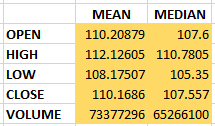 MEAN MEDIAN
OPEN 110.20879 107.6
HIGH 112.12605 110.7805
LOW 108.17507 105.35
CLOSE 110.1686 107.557
VOLUME 73377296 65266100